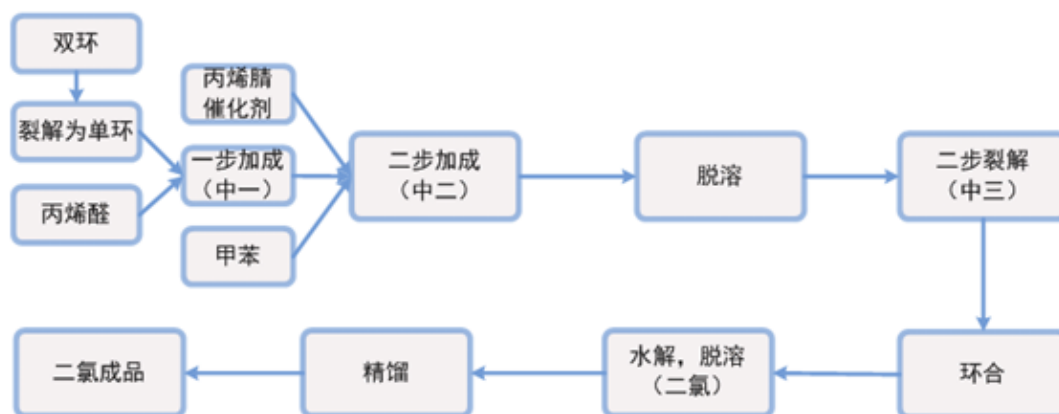 双环
裂解为单环
丙烯醛
丙烯腈
催化剂
一步加成
（中一）
甲苯
二步加成
（中二）
脱溶
二步裂解
（中三）
环合
水解，脱溶
（二氯）
精馏
二氯成品